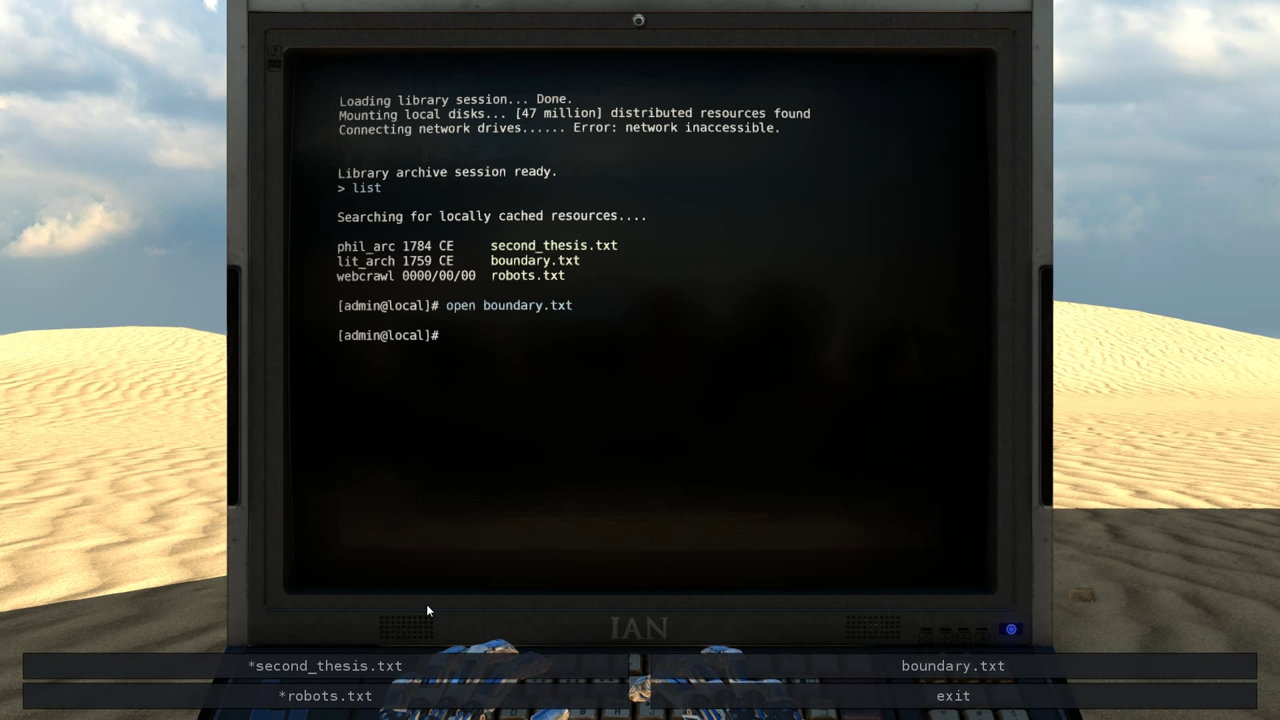 Loading library session... Done.
Mounting local disks... [47 million] distributed resources found
Connecting network drives...... Error: network inaccessible.
Library archive session ready.
> list
Searching for locally cached resources....
phil_arc 1784 CE second_thesis.txt
lit_arch 1759 CE boundary.txt
webcrawl 0000/00/00 robots.txt
[admin@local]# open boundary.txt
[admin@local]#
IAN
*second_thesis.txt boundary.txt
*robots.txt exit